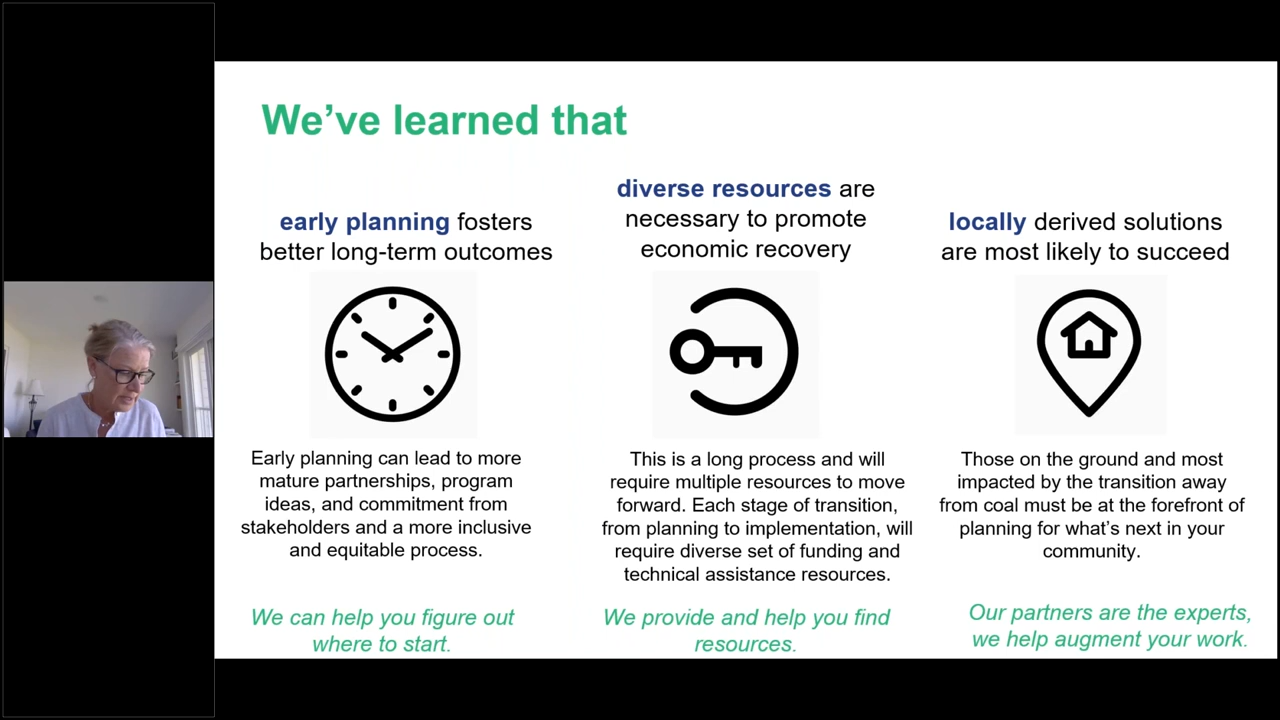 We've learned that
early planning fosters
better long-term outcomes
Early planning can lead to more
mature partnerships, program
ideas, and commitment from
stakeholders and a more inclusive
and equitable process.
We can help you figure out
where to start.
diverse resources are
necessary to promote
economic recovery
This is a long process and will
require multiple resources to move
forward. Each stage of transition,
from planning to implementation, will
require diverse set of funding and
technical assistance resources.
We provide and help you find
resources.
locally derived solutions
are most likely to succeed
Those on the ground and most
impacted by the transition away
from coal must be at the forefront of
planning for what's next in your
community.
Our partners are the experts,
we help augment your work.